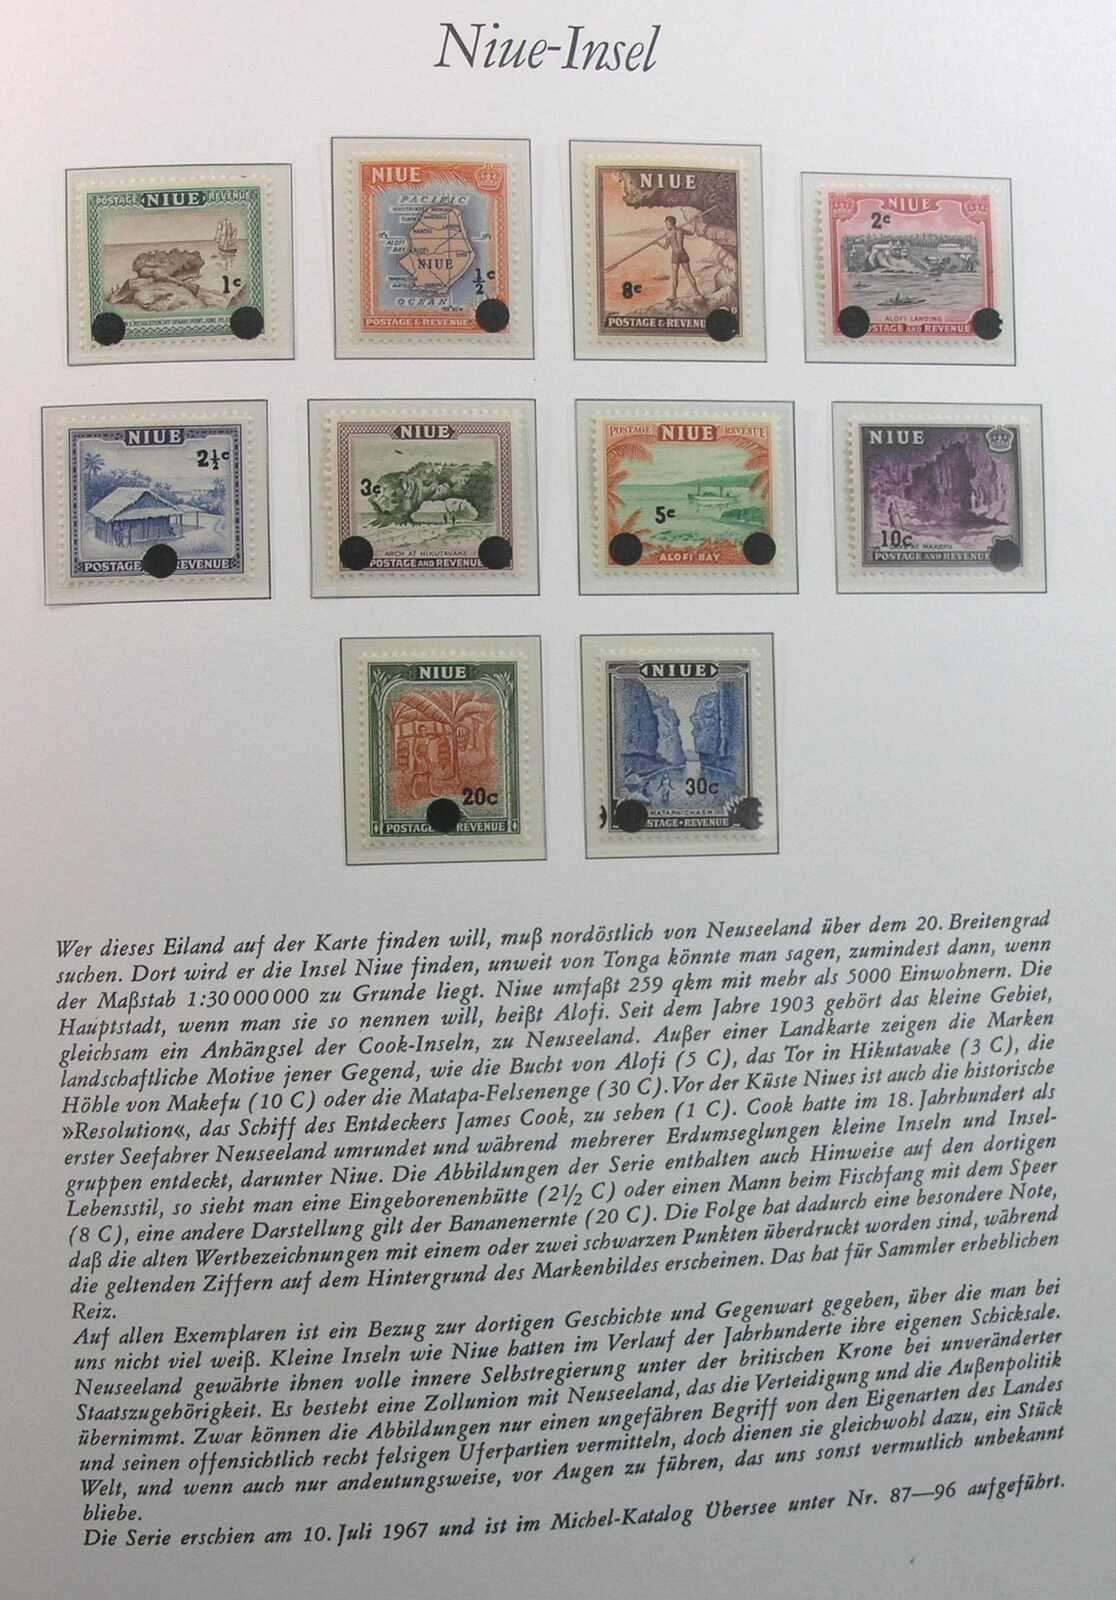 Niue-Insel
POSTAGE NIUE REVENUE
1c
NIUE
PACIFIC
ALOFI BAY
NIUE
½c
OCEAN
POSTAGE & REVENUE
NIUE
8c
POSTAGE & REVENU
NIUE
2c
ALOFI LANDING
OSTAGE AND REVEN
NIUE
2½c
POSTAGE REVENUE
NIUE
3c
ARCH AT HIKUTAVAKE
POSTAGE AND REVENUE
POSTAGE NIUE REVENUE
5c
ALOFI BAY
NIUE
10c
AT MAKEFU
POSTAGE AND REVENU
NIUE
20c
POSTAGE REVENUE
NIUE
30c
MATAPA CHASM
STAGE • REVENUE
Wer dieses Eiland auf der Karte finden will, muß nordöstlich von Neuseeland über dem 20. Breitengrad
suchen. Dort wird er die Insel Niue finden, unweit von Tonga könnte man sagen, zumindest dann, wenn
der Maßstab 1:30 000 000 zu Grunde liegt. Niue umfaßt 259 qkm mit mehr als 5000 Einwohnern. Die
Hauptstadt, wenn man sie so nennen will, heißt Alofi. Seit dem Jahre 1903 gehört das kleine Gebiet,
gleichsam ein Anhängsel der Cook-Inseln, zu Neuseeland. Außer einer Landkarte zeigen die Marken
landschaftliche Motive jener Gegend, wie die Bucht von Alofi (5 C), das Tor in Hikutavake (3 C), die
Höhle von Makefu (10 C) oder die Matapa-Felsenenge (30 C). Vor der Küste Niues ist auch die historische
»Resolution«, das Schiff des Entdeckers James Cook, zu sehen (1 C). Cook hatte im 18. Jahrhundert als
erster Seefahrer Neuseeland umrundet und während mehrerer Erdumseglungen kleine Inseln und Insel-
gruppen entdeckt, darunter Niue. Die Abbildungen der Serie enthalten auch Hinweise auf den dortigen
Lebensstil, so sieht man eine Eingeborenenhütte (2½ C) oder einen Mann beim Fischfang mit dem Speer
(8 C), eine andere Darstellung gilt der Bananenernte (20 C). Die Folge hat dadurch eine besondere Note,
daß die alten Wertbezeichnungen mit einem oder zwei schwarzen Punkten überdruckt worden sind, während
die geltenden Ziffern auf dem Hintergrund des Markenbildes erscheinen. Das hat für Sammler erheblichen
Reiz.
Auf allen Exemplaren ist ein Bezug zur dortigen Geschichte und Gegenwart gegeben, über die man bei
uns nicht viel weiß. Kleine Inseln wie Niue hatten im Verlauf der Jahrhunderte ihre eigenen Schicksale.
Neuseeland gewährte ihnen volle innere Selbstregierung unter der britischen Krone bei unveränderter
Staatszugehörigkeit. Es besteht eine Zollunion mit Neuseeland, das die Verteidigung und die Außenpolitik
übernimmt. Zwar können die Abbildungen nur einen ungefähren Begriff von den Eigenarten des Landes
und seinen offensichtlich recht felsigen Uferpartien vermitteln, doch dienen sie gleichwohl dazu, ein Stück
Welt, und wenn auch nur andeutungsweise, vor Augen zu führen, das uns sonst vermutlich unbekannt
bliebe.
Die Serie erschien am 10. Juli 1967 und ist im Michel-Katalog Übersee unter Nr. 87—96 aufgeführt.